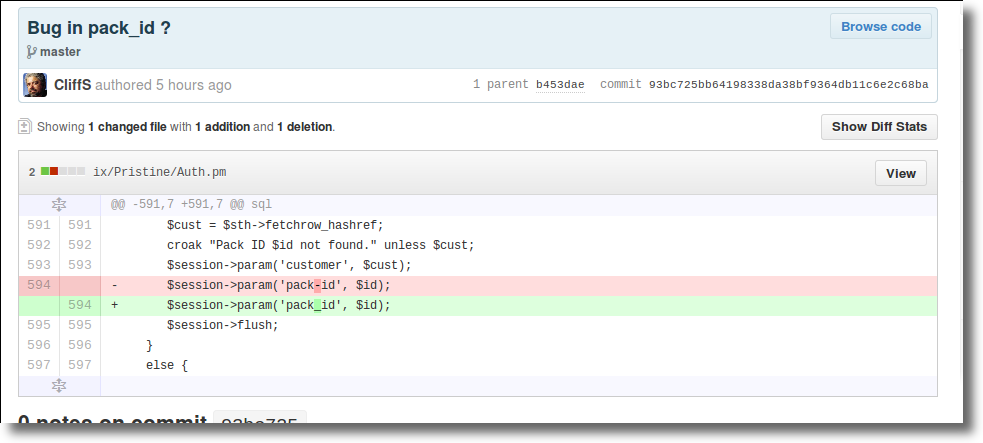 Bug in pack_id ?
Browse code
master
CliffS authored 5 hours ago 1 parent b453dae commit 93bc725bb64198338da38bf9364db11c6e2c68ba
Showing 1 changed file with 1 addition and 1 deletion.
Show Diff Stats
2 ix/Pristine/Auth.pm View
@@ -591,7 +591,7 @@ sql
591 591 $cust = $sth->fetchrow_hashref;
592 592 croak "Pack ID $id not found." unless $cust;
593 593 $session->param('customer', $cust);
594 - $session->param('pack-id', $id);
594 + $session->param('pack_id', $id);
595 595 $session->flush;
596 596 }
597 597 else {
0 notes on commit 93bc725